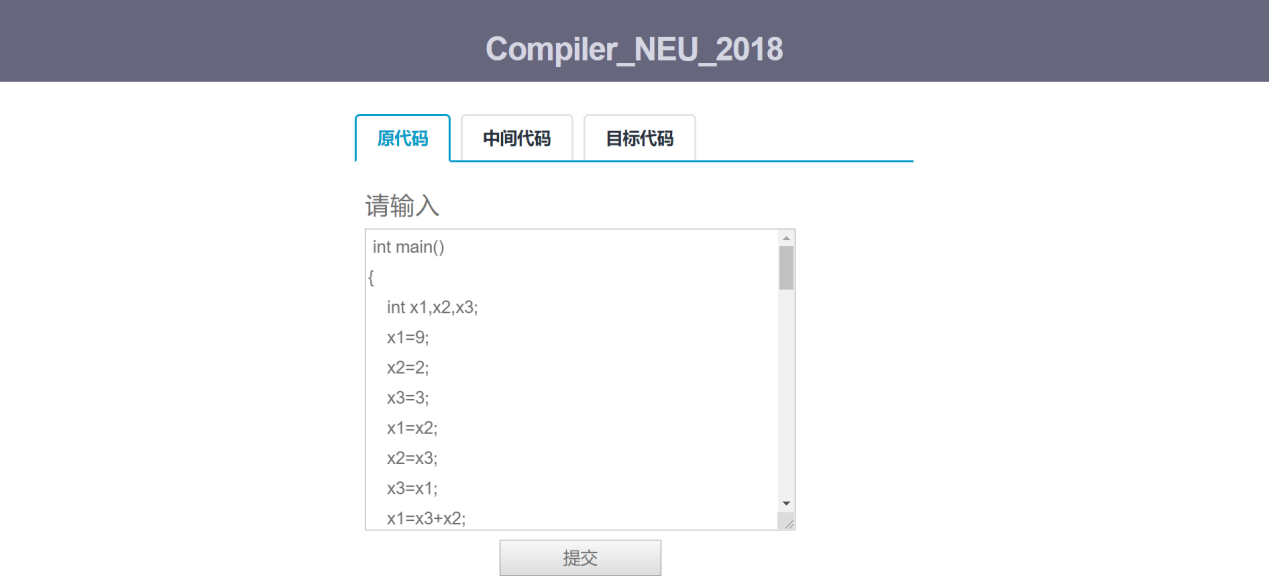 Compiler_NEU_2018
原代码 中间代码 目标代码
请输入
int main()
{
int x1,x2,x3;
x1=9;
x2=2;
x3=3;
x1=x2;
x2=x3;
x3=x1;
x1=x3+x2;
提交